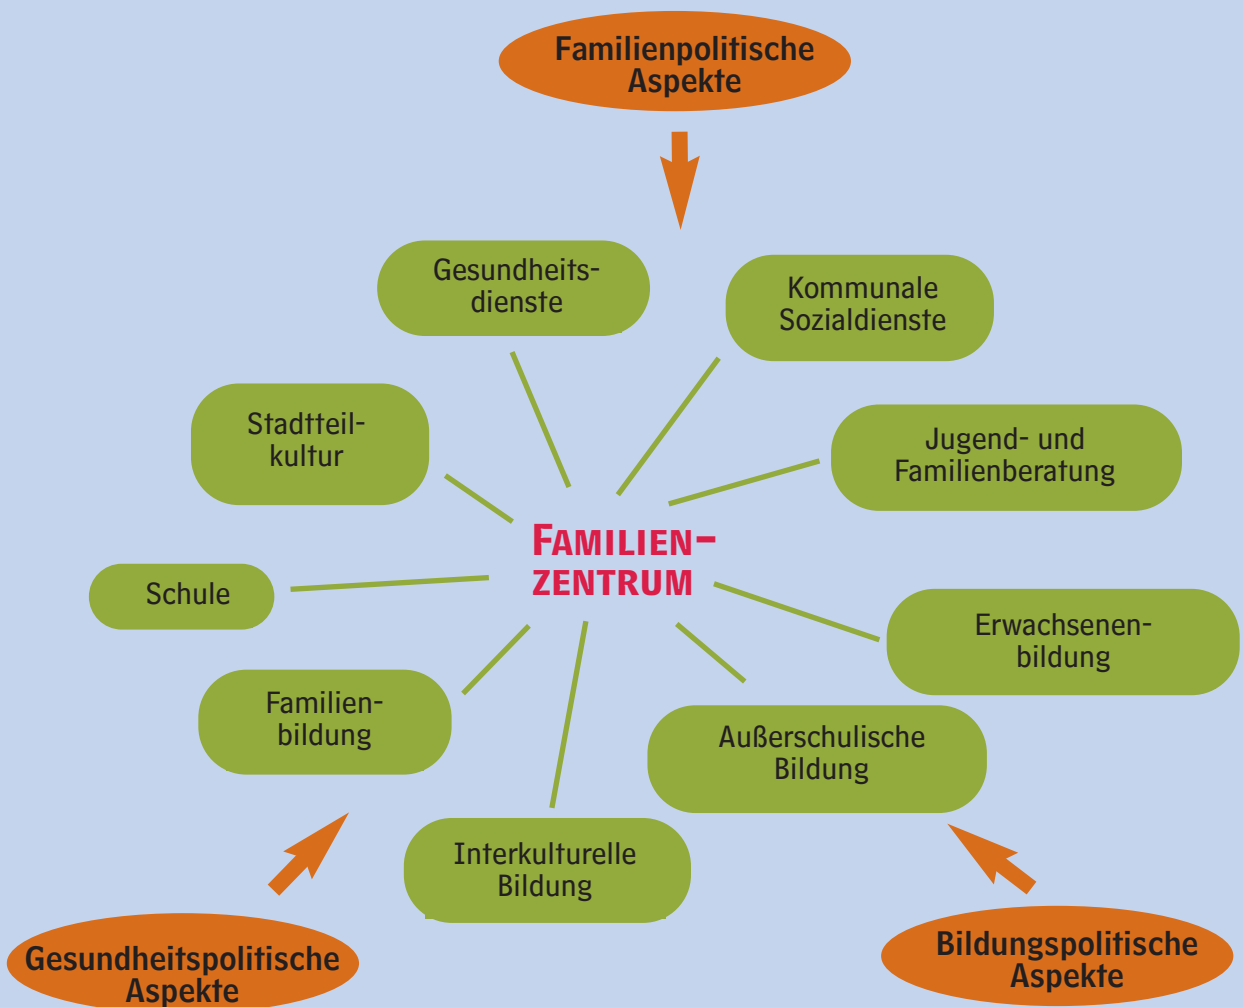 Familienpolitische
Aspekte
Gesundheits-
dienste
Kommunale
Sozialdienste
Stadtteil-
kultur
Jugend- und
Familienberatung
FAMILIEN-
ZENTRUM
Schule
Erwachsenen-
bildung
Familien-
bildung
Außerschulische
Bildung
Interkulturelle
Bildung
Gesundheitspolitische
Aspekte
Bildungspolitische
Aspekte